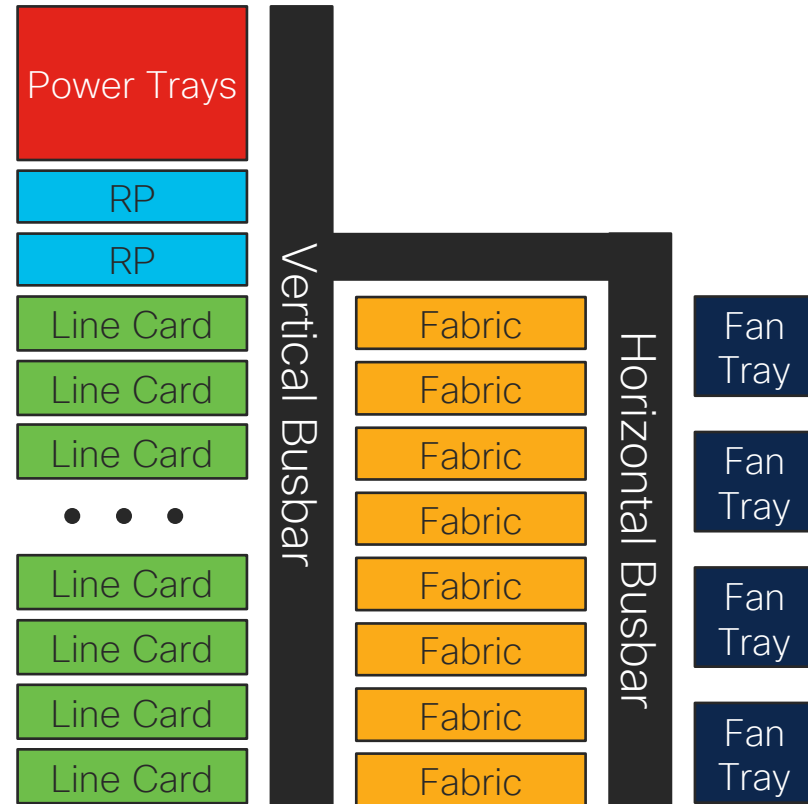 Power Trays
RP
RP
Line Card
Line Card
Line Card
• • •
Line Card
Line Card
Line Card
Line Card
Vertical Busbar
Fabric
Fabric
Fabric
Fabric
Fabric
Fabric
Fabric
Fabric
Horizontal Busbar
Fan
Tray
Fan
Tray
Fan
Tray
Fan
Tray